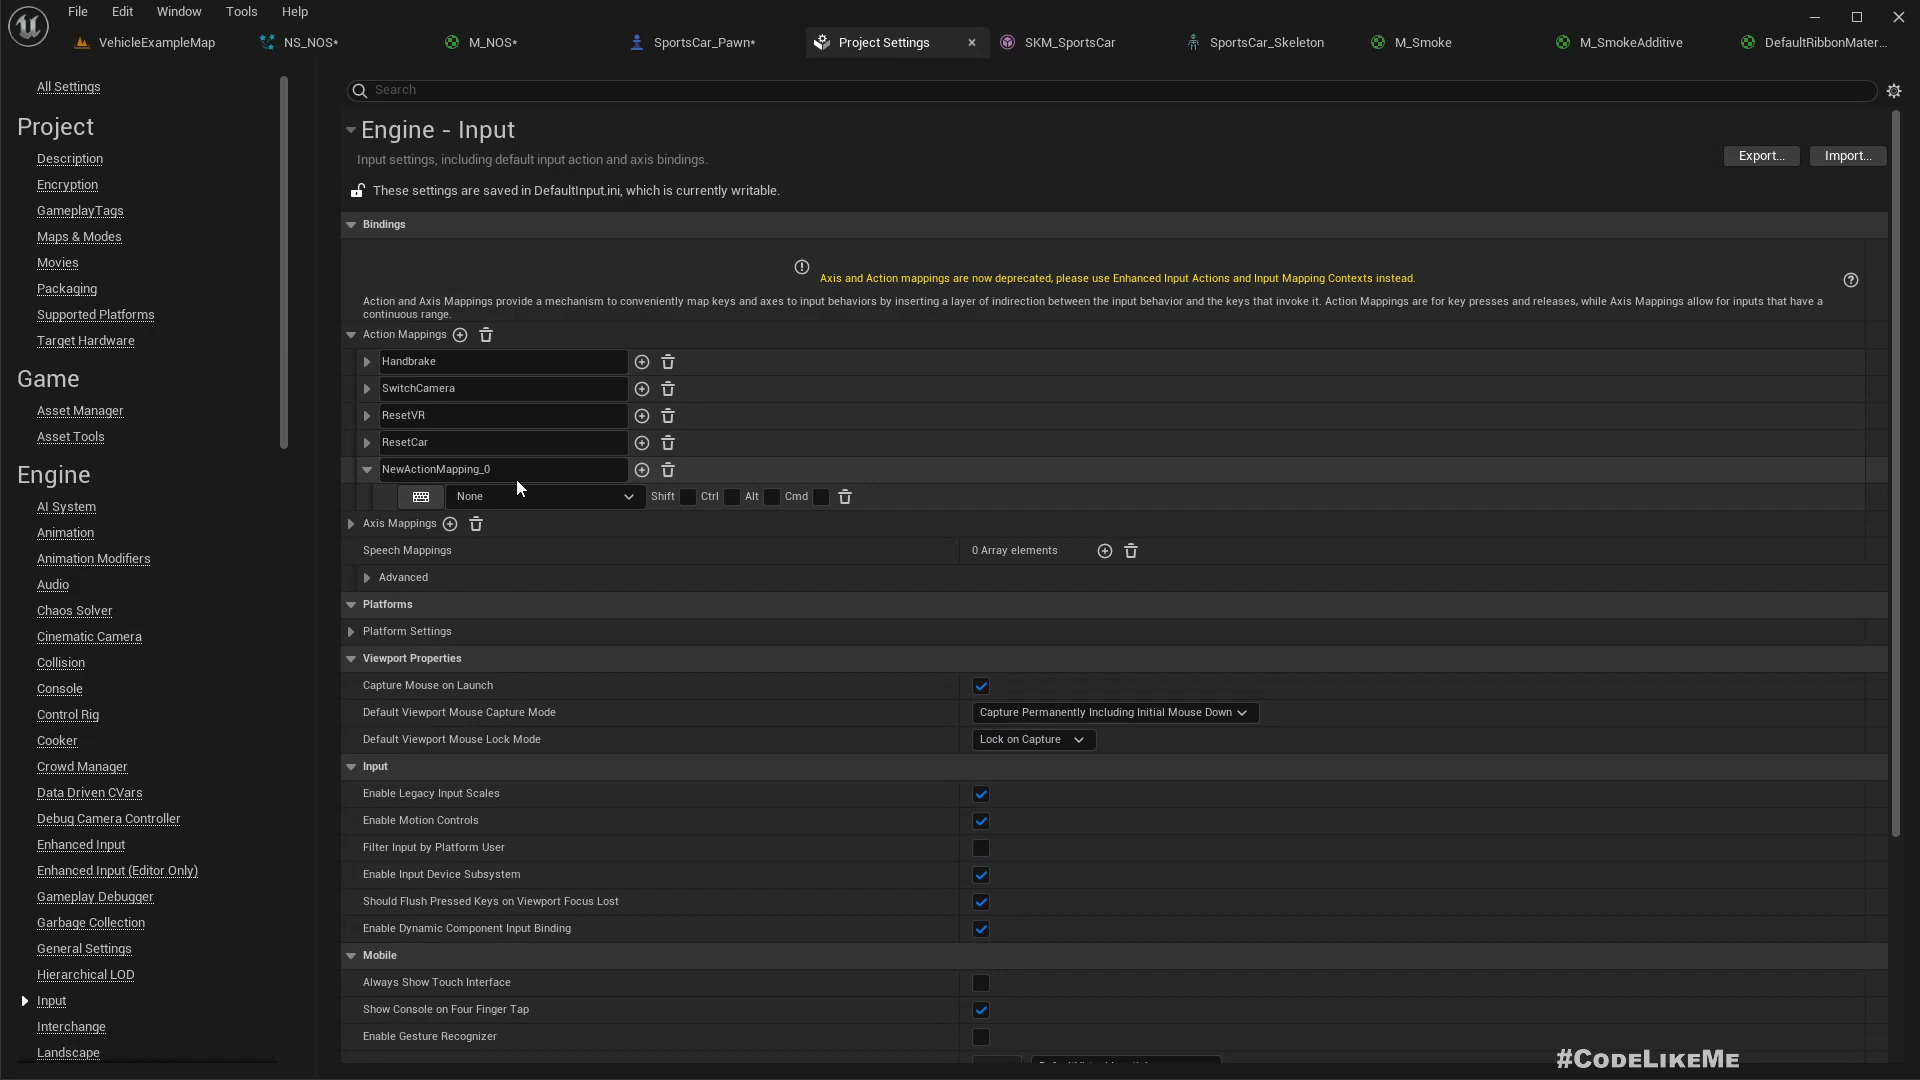 File Edit Window Tools Help
VehicleExampleMap NS_NOS* M_NOS* SportsCar_Pawn* Project Settings SKM_SportsCar SportsCar_Skeleton M_Smoke M_SmokeAdditive DefaultRibbonMater...
All Settings
Project
Description
Encryption
GameplayTags
Maps & Modes
Movies
Packaging
Supported Platforms
Target Hardware
Game
Asset Manager
Asset Tools
Engine
AI System
Animation
Animation Modifiers
Audio
Chaos Solver
Cinematic Camera
Collision
Console
Control Rig
Cooker
Crowd Manager
Data Driven CVars
Debug Camera Controller
Enhanced Input
Enhanced Input (Editor Only)
Gameplay Debugger
Garbage Collection
General Settings
Hierarchical LOD
Input
Interchange
Landscape
Search
Engine - Input
Input settings, including default input action and axis bindings.
Export... Import...
These settings are saved in DefaultInput.ini, which is currently writable.
Bindings
Axis and Action mappings are now deprecated, please use Enhanced Input Actions and Input Mapping Contexts instead.
Action and Axis Mappings provide a mechanism to conveniently map keys and axes to input behaviors by inserting a layer of indirection between the input behavior and the keys that invoke it. Action Mappings are for key presses and releases, while Axis Mappings allow for inputs that have a
continuous range.
Action Mappings
Handbrake
SwitchCamera
ResetVR
ResetCar
NewActionMapping_0
None Shift Ctrl Alt Cmd
Axis Mappings
Speech Mappings 0 Array elements
Advanced
Platforms
Platform Settings
Viewport Properties
Capture Mouse on Launch
Default Viewport Mouse Capture Mode Capture Permanently Including Initial Mouse Down
Default Viewport Mouse Lock Mode Lock on Capture
Input
Enable Legacy Input Scales
Enable Motion Controls
Filter Input by Platform User
Enable Input Device Subsystem
Should Flush Pressed Keys on Viewport Focus Lost
Enable Dynamic Component Input Binding
Mobile
Always Show Touch Interface
Show Console on Four Finger Tap
Enable Gesture Recognizer
#CodeLikeMe